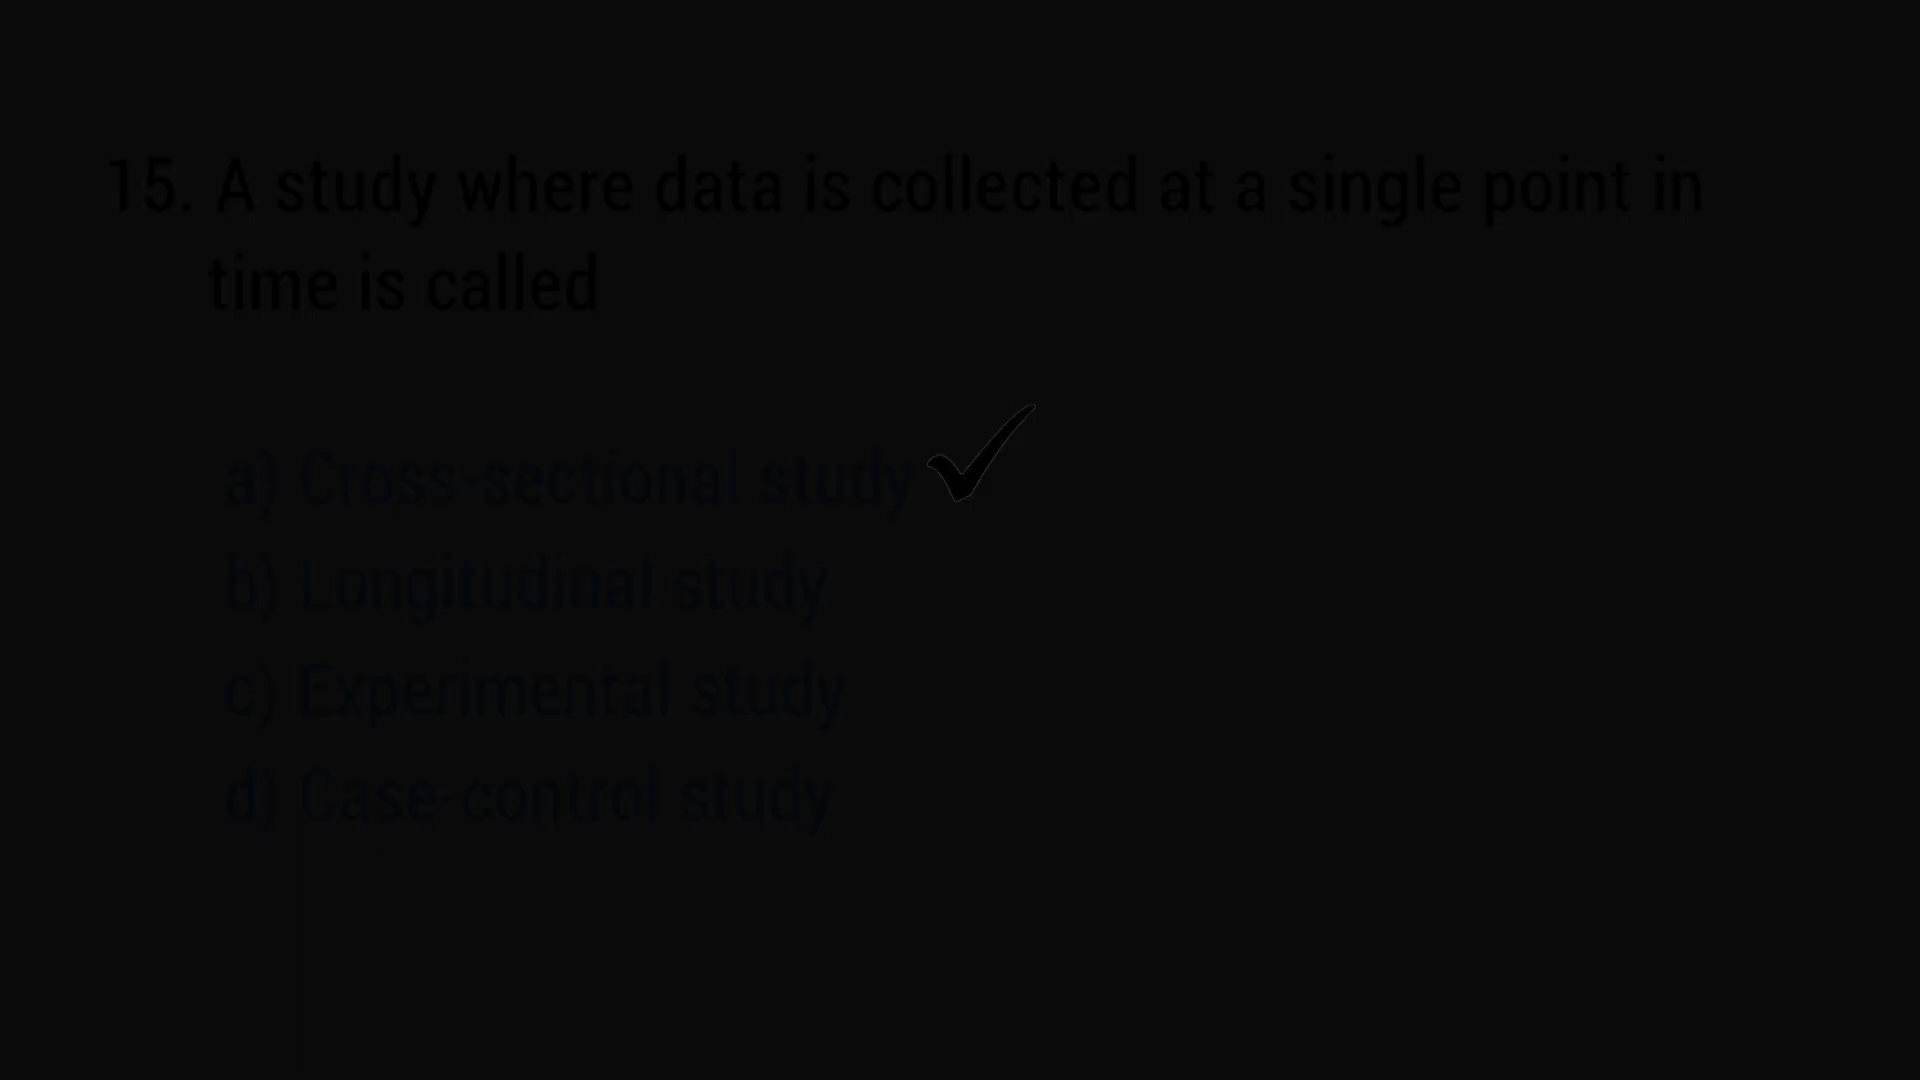 15. A study where data is collected at a single point in
time is called
a) Cross-sectional study
b) Longitudinal study
c) Experimental study
d) Case-control study